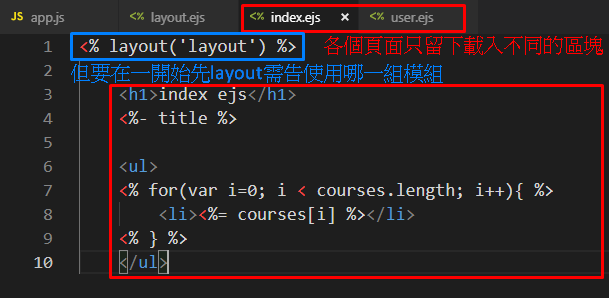 JS app.js <> layout.ejs <> index.ejs × <> user.ejs
1 <% layout('layout') %> 各個頁面只留下載入不同的區塊
2 但要在一開始先layout需告使用哪一組模組
3 <h1>index ejs</h1>
4 <%- title %>
5
6 <ul>
7 <% for(var i=0; i < courses.length; i++){ %>
8 <li><%= courses[i] %></li>
9 <% } %>
10 </ul>